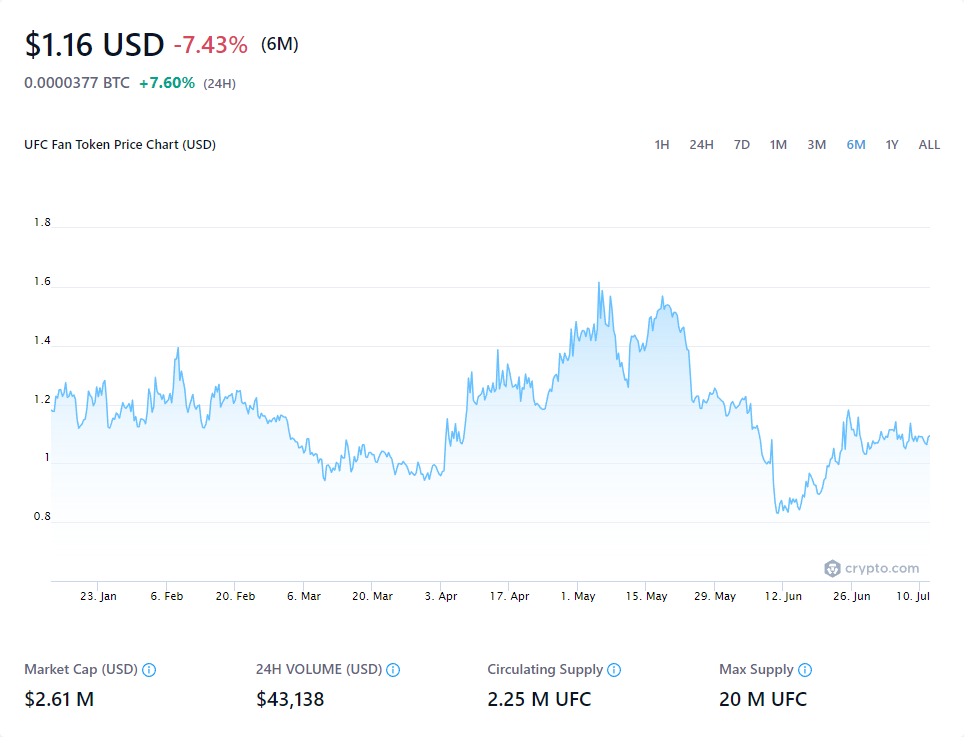 $1.16 USD -7.43% (6M)
0.0000377 BTC +7.60% (24H)
UFC Fan Token Price Chart (USD) 1H 24H 7D 1M 3M 6M 1Y ALL
1.8
1.6
1.4
1.2
1
0.8
crypto.com
23. Jan 6. Feb 20. Feb 6. Mar 20. Mar 3. Apr 17. Apr 1. May 15. May 29. May 12. Jun 26. Jun 10. Jul
Market Cap (USD) 24H VOLUME (USD) Circulating Supply Max Supply
$2.61 M $43,138 2.25 M UFC 20 M UFC